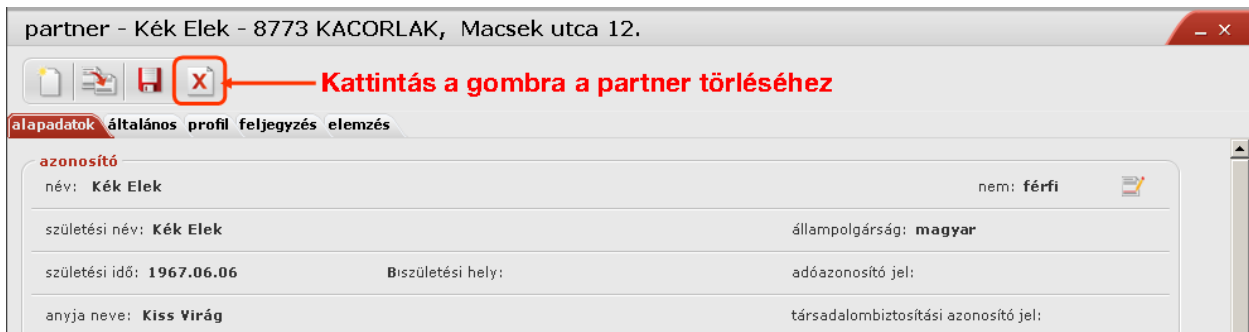 partner - Kék Elek - 8773 KACORLAK, Macsek utca 12.
Kattintás a gombra a partner törléséhez
alapadatok általános profil feljegyzés elemzés
azonosító
név: Kék Elek nem: férfi
születési név: Kék Elek állampolgárság: magyar
születési idő: 1967.06.06 Biszületési hely: adóazonosító jel:
anyja neve: Kiss Virág társadalombiztosítási azonosító jel: